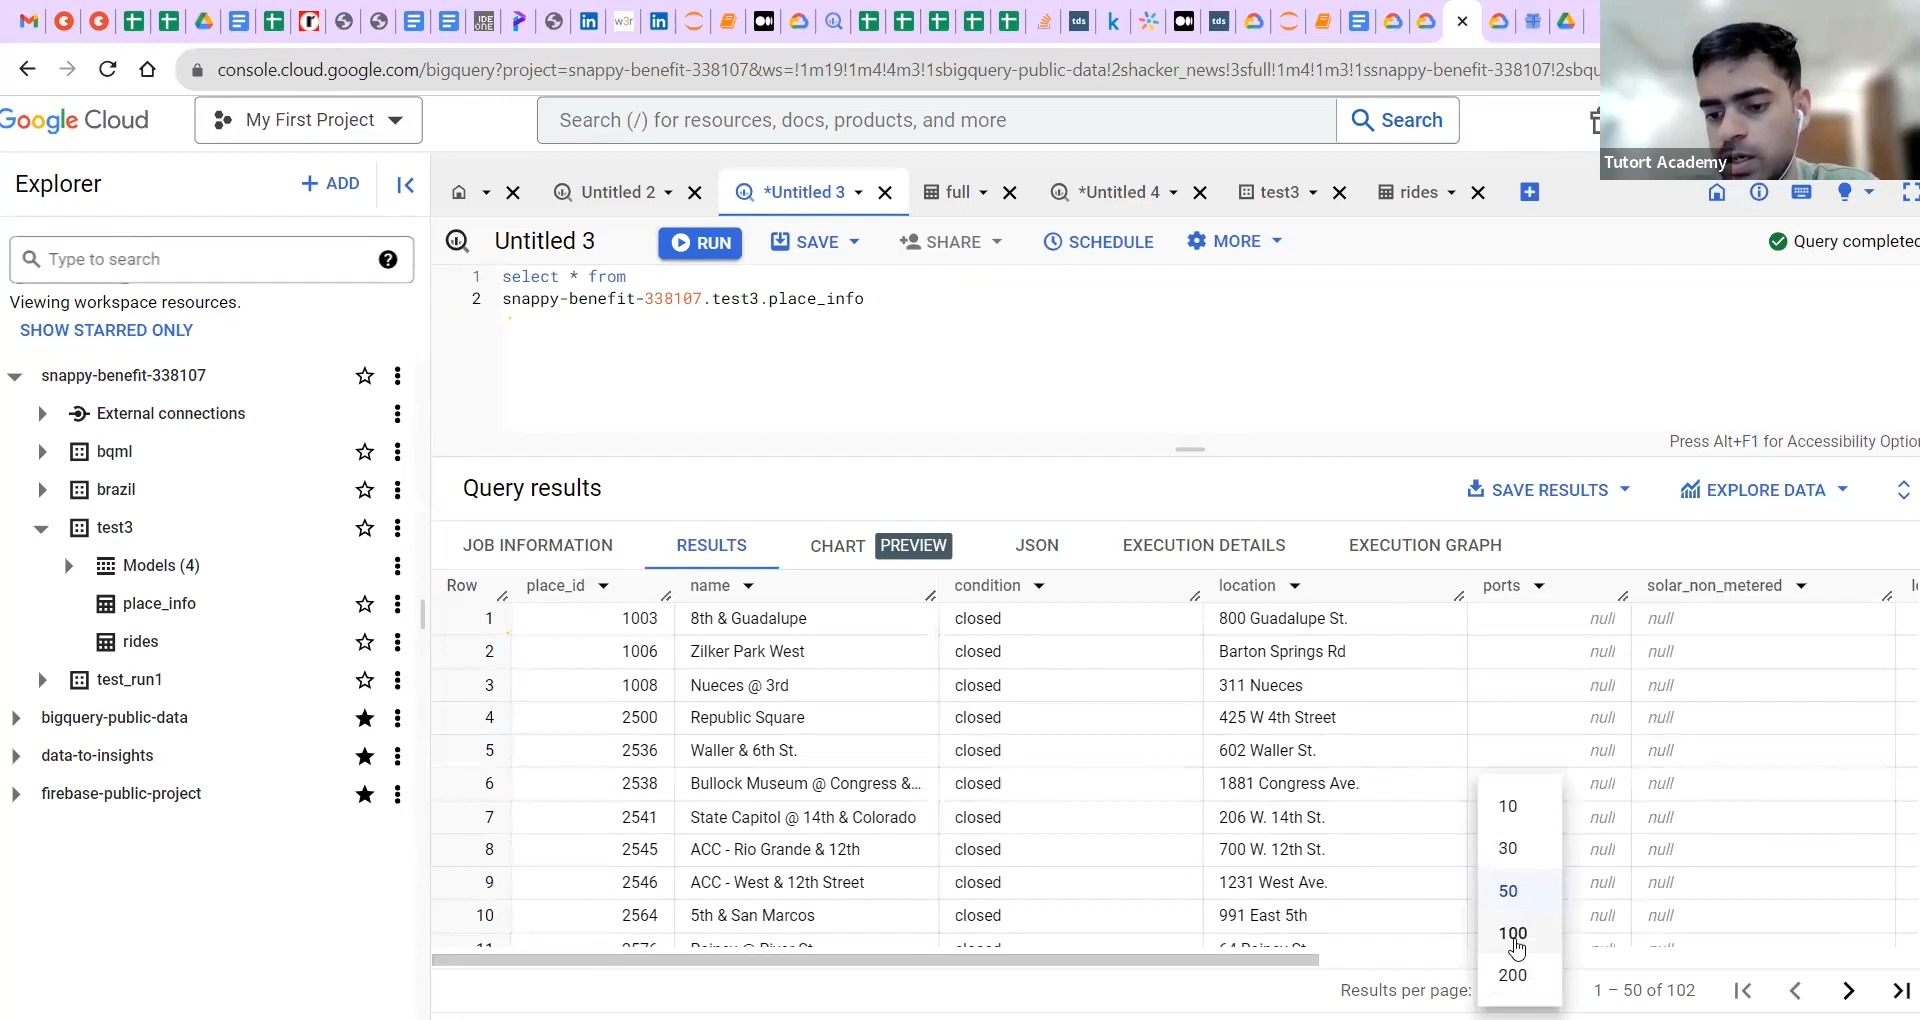 IDE
ONE
w3r
tds
k
tds
console.cloud.google.com/bigquery?project=snappy-benefit-338107&ws=!1m19!1m4!4m3!1sbigquery-public-data!2shacker_news!3sfull!1m4!1m3!1ssnappy-benefit-338107!2sbqu
Google Cloud
My First Project
Search (/) for resources, docs, products, and more
Search
Tutort Academy
Explorer
+ ADD
Untitled 2
*Untitled 3
full
*Untitled 4
test3
rides
Untitled 3
RUN
SAVE
SHARE
SCHEDULE
MORE
Query completed
Type to search
Viewing workspace resources.
SHOW STARRED ONLY
1 select * from
2 snappy-benefit-338107.test3.place_info
snappy-benefit-338107
External connections
bqml
brazil
test3
Models (4)
place_info
rides
test_run1
bigquery-public-data
data-to-insights
firebase-public-project
Press Alt+F1 for Accessibility Optio
Query results
SAVE RESULTS
EXPLORE DATA
JOB INFORMATION RESULTS CHART PREVIEW JSON EXECUTION DETAILS EXECUTION GRAPH
Row place_id name condition location ports solar_non_metered
1 1003 8th & Guadalupe closed 800 Guadalupe St. null null
2 1006 Zilker Park West closed Barton Springs Rd null null
3 1008 Nueces @ 3rd closed 311 Nueces null null
4 2500 Republic Square closed 425 W 4th Street null null
5 2536 Waller & 6th St. closed 602 Waller St. null null
6 2538 Bullock Museum @ Congress &... closed 1881 Congress Ave. null null
7 2541 State Capitol @ 14th & Colorado closed 206 W. 14th St. null null
8 2545 ACC - Rio Grande & 12th closed 700 W. 12th St. null null
9 2546 ACC - West & 12th Street closed 1231 West Ave. null null
10 2564 5th & San Marcos closed 991 East 5th null null
10
30
50
100
200
Results per page:
1 – 50 of 102